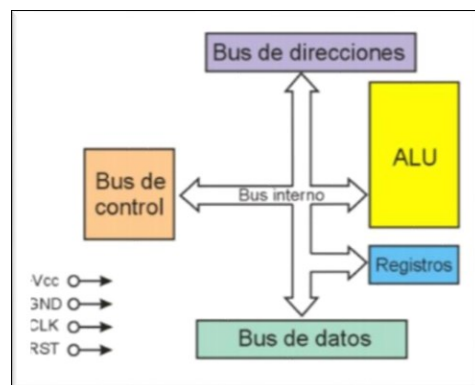 Bus de direcciones
ALU
Bus de
control
Bus interno
Registros
Vcc
GND
CLK
RST
Bus de datos